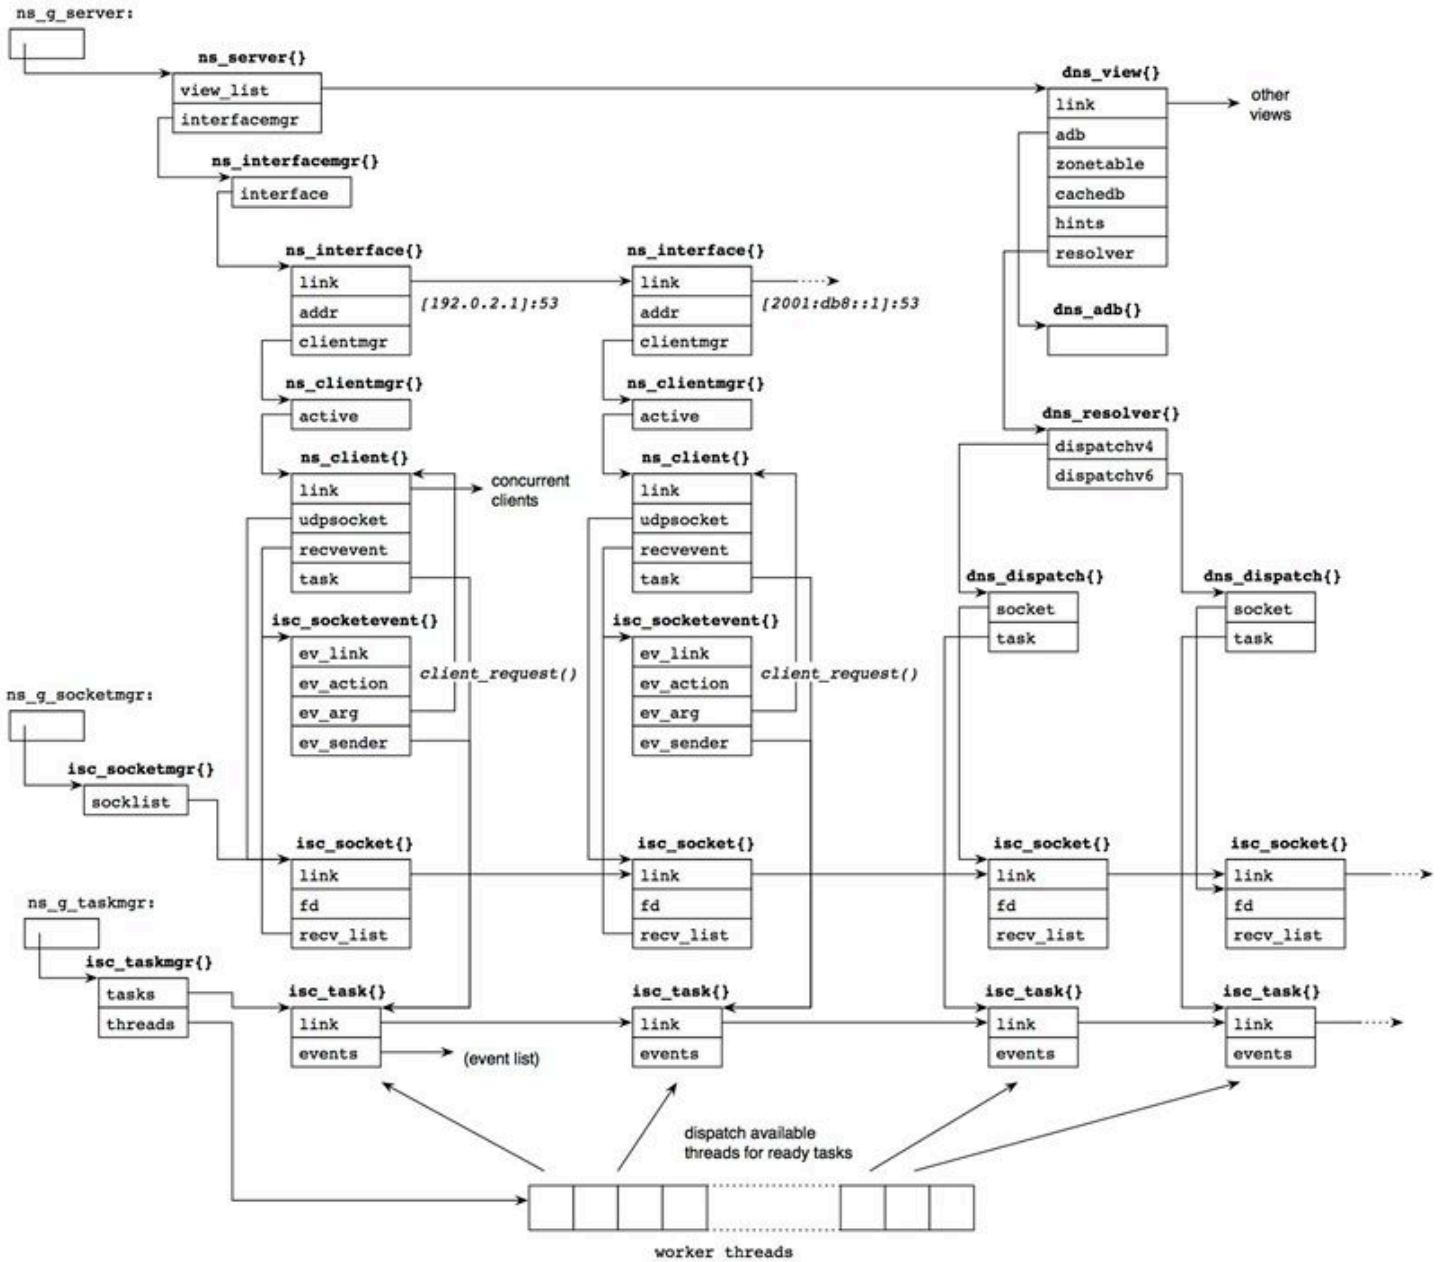 ns_g_server:
ns_server{}
view_list
interfacemgr
dns_view{}
link
adb
zonetable
cachedb
hints
resolver
other
views
ns_interfacemgr{}
interface
ns_interface{}
link
addr
clientmgr
[192.0.2.1]:53
ns_interface{}
link
addr
clientmgr
[2001:db8::1]:53
dns_adb{}
ns_clientmgr{}
active
ns_clientmgr{}
active
dns_resolver{}
dispatchv4
dispatchv6
ns_client{}
link
udpsocket
recvevent
task
concurrent
clients
ns_client{}
link
udpsocket
recvevent
task
dns_dispatch{}
socket
task
dns_dispatch{}
socket
task
isc_socketevent{}
ev_link
ev_action
ev_arg
ev_sender
client_request()
isc_socketevent{}
ev_link
ev_action
ev_arg
ev_sender
client_request()
ns_g_socketmgr:
isc_socketmgr{}
socklist
isc_socket{}
link
fd
recv_list
isc_socket{}
link
fd
recv_list
isc_socket{}
link
fd
recv_list
isc_socket{}
link
fd
recv_list
ns_g_taskmgr:
isc_taskmgr{}
tasks
threads
isc_task{}
link
events
(event list)
isc_task{}
link
events
isc_task{}
link
events
isc_task{}
link
events
dispatch available
threads for ready tasks
worker threads